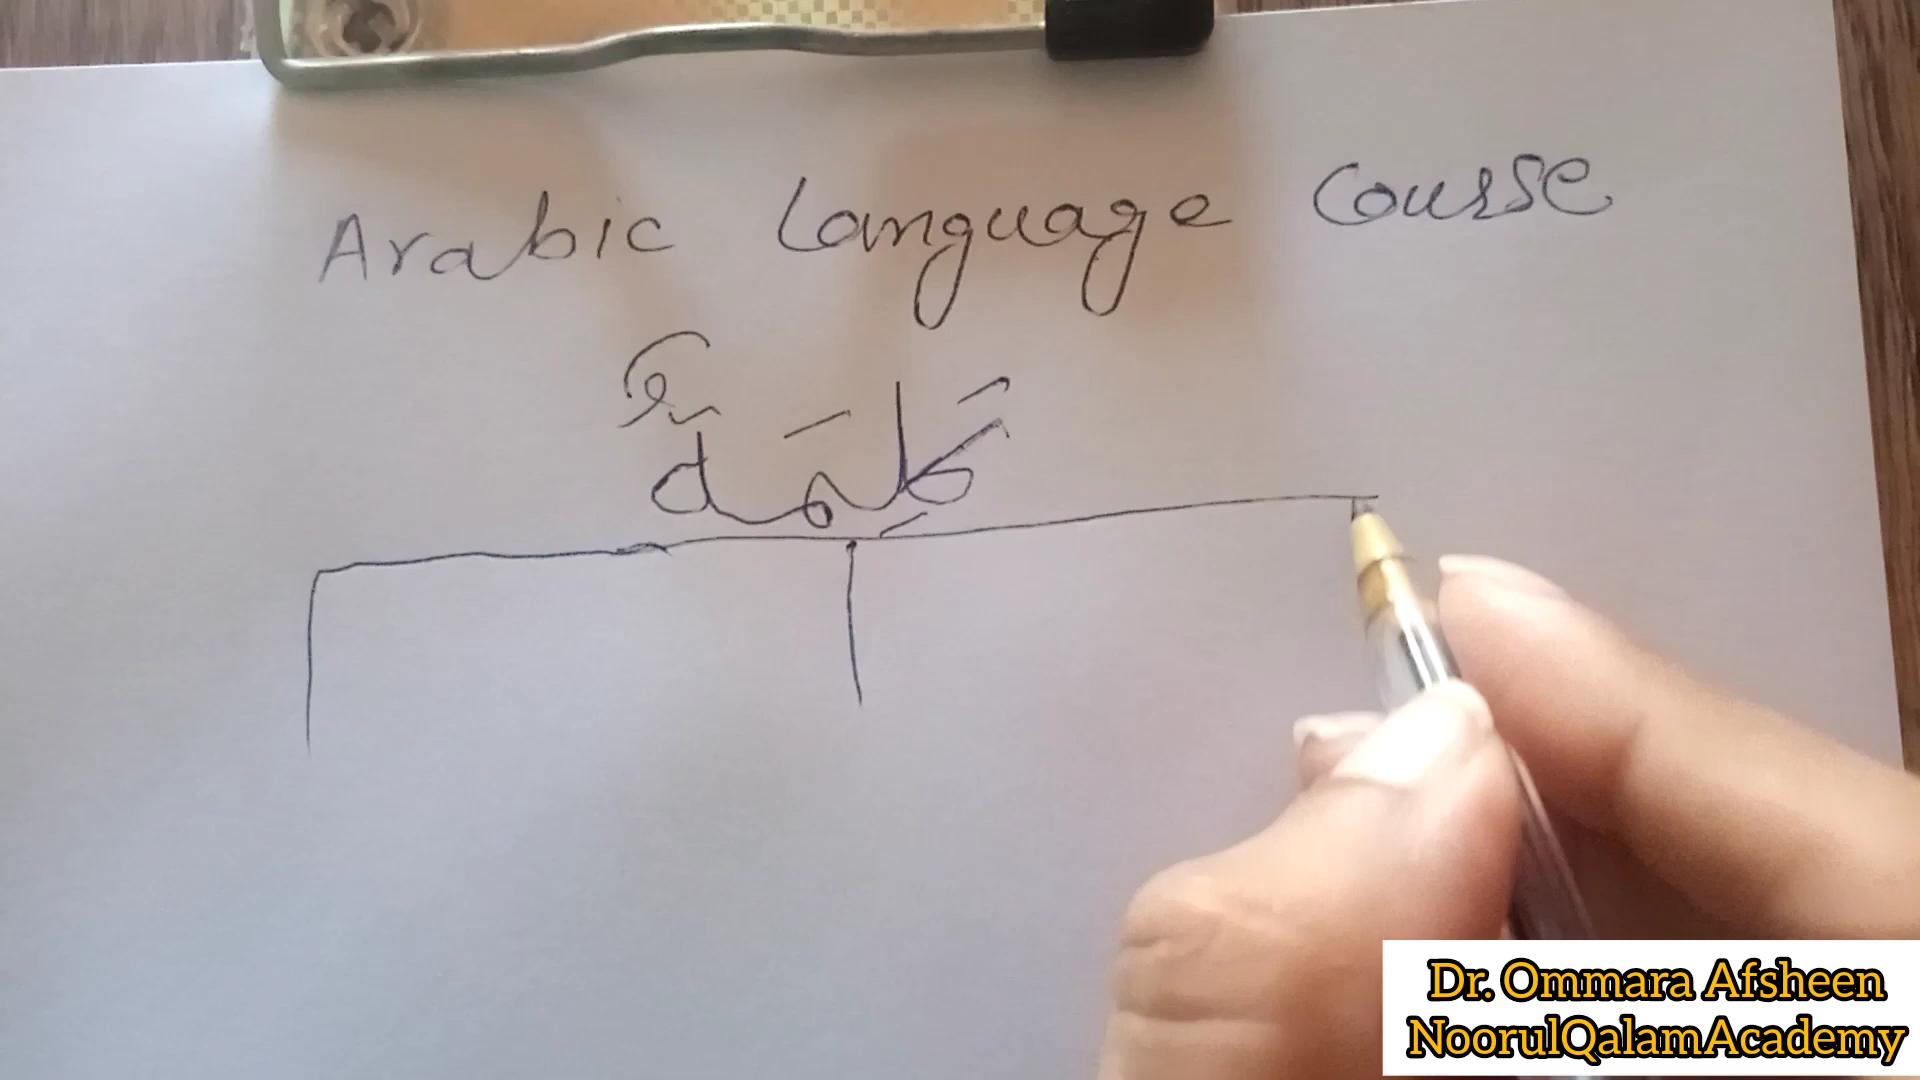 Arabic Language Course
كَلِمَة
Dr. Ommara Afsheen
NoorulQalamAcademy